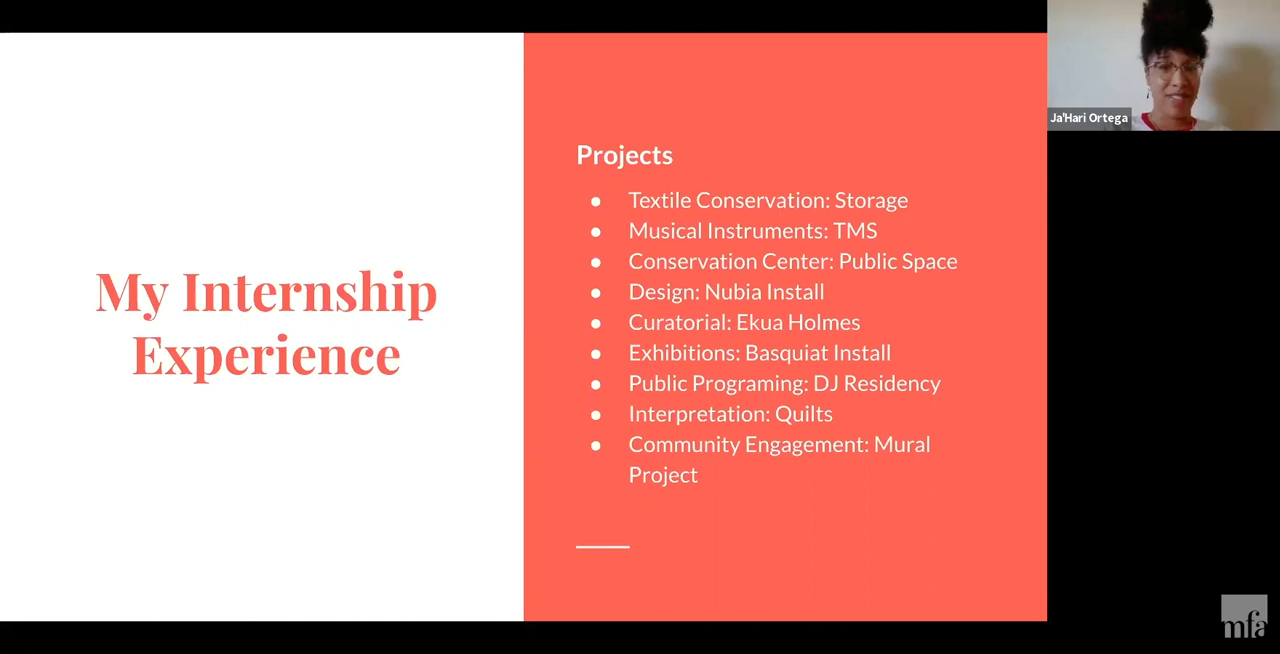 My Internship
Experience
Projects
● Textile Conservation: Storage
● Musical Instruments: TMS
● Conservation Center: Public Space
● Design: Nubia Install
● Curatorial: Ekua Holmes
● Exhibitions: Basquiat Install
● Public Programing: DJ Residency
● Interpretation: Quilts
● Community Engagement: Mural
Project
Ja'Hari Ortega
mfa